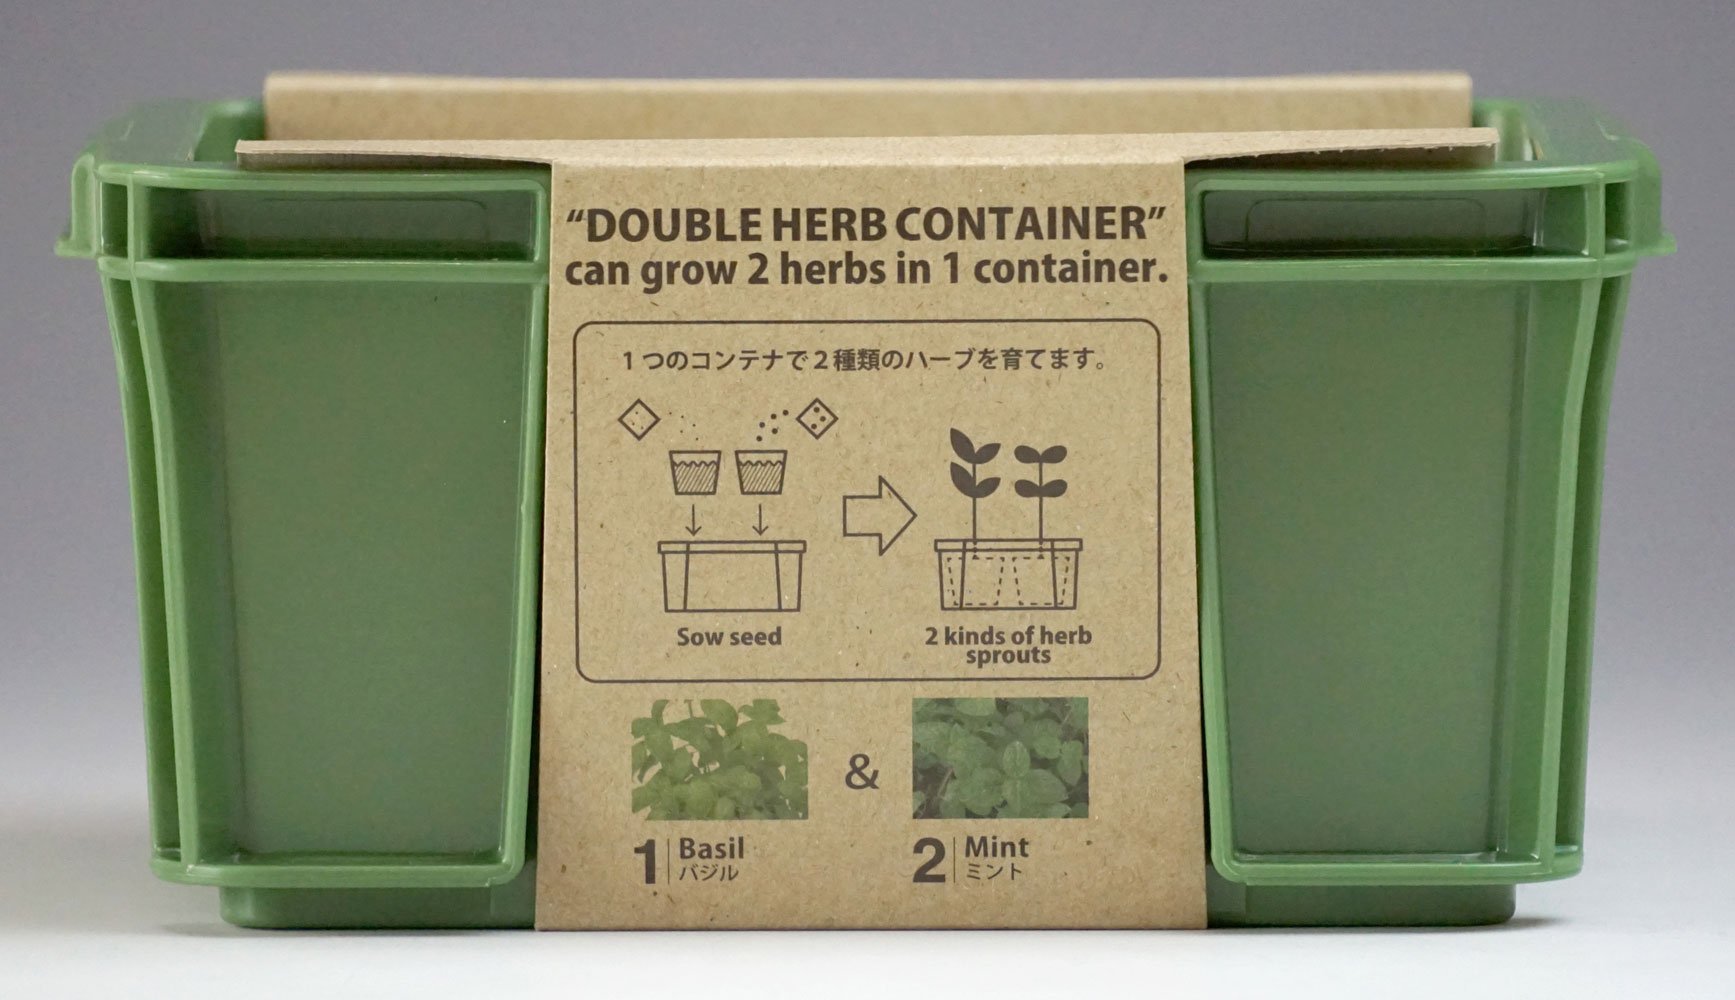 “DOUBLE HERB CONTAINER”
can grow 2 herbs in 1 container.
1つのコンテナで2種類のハーブを育てます。
Sow seed
2 kinds of herb
sprouts
&
1 Basil
バジル
2 Mint
ミント